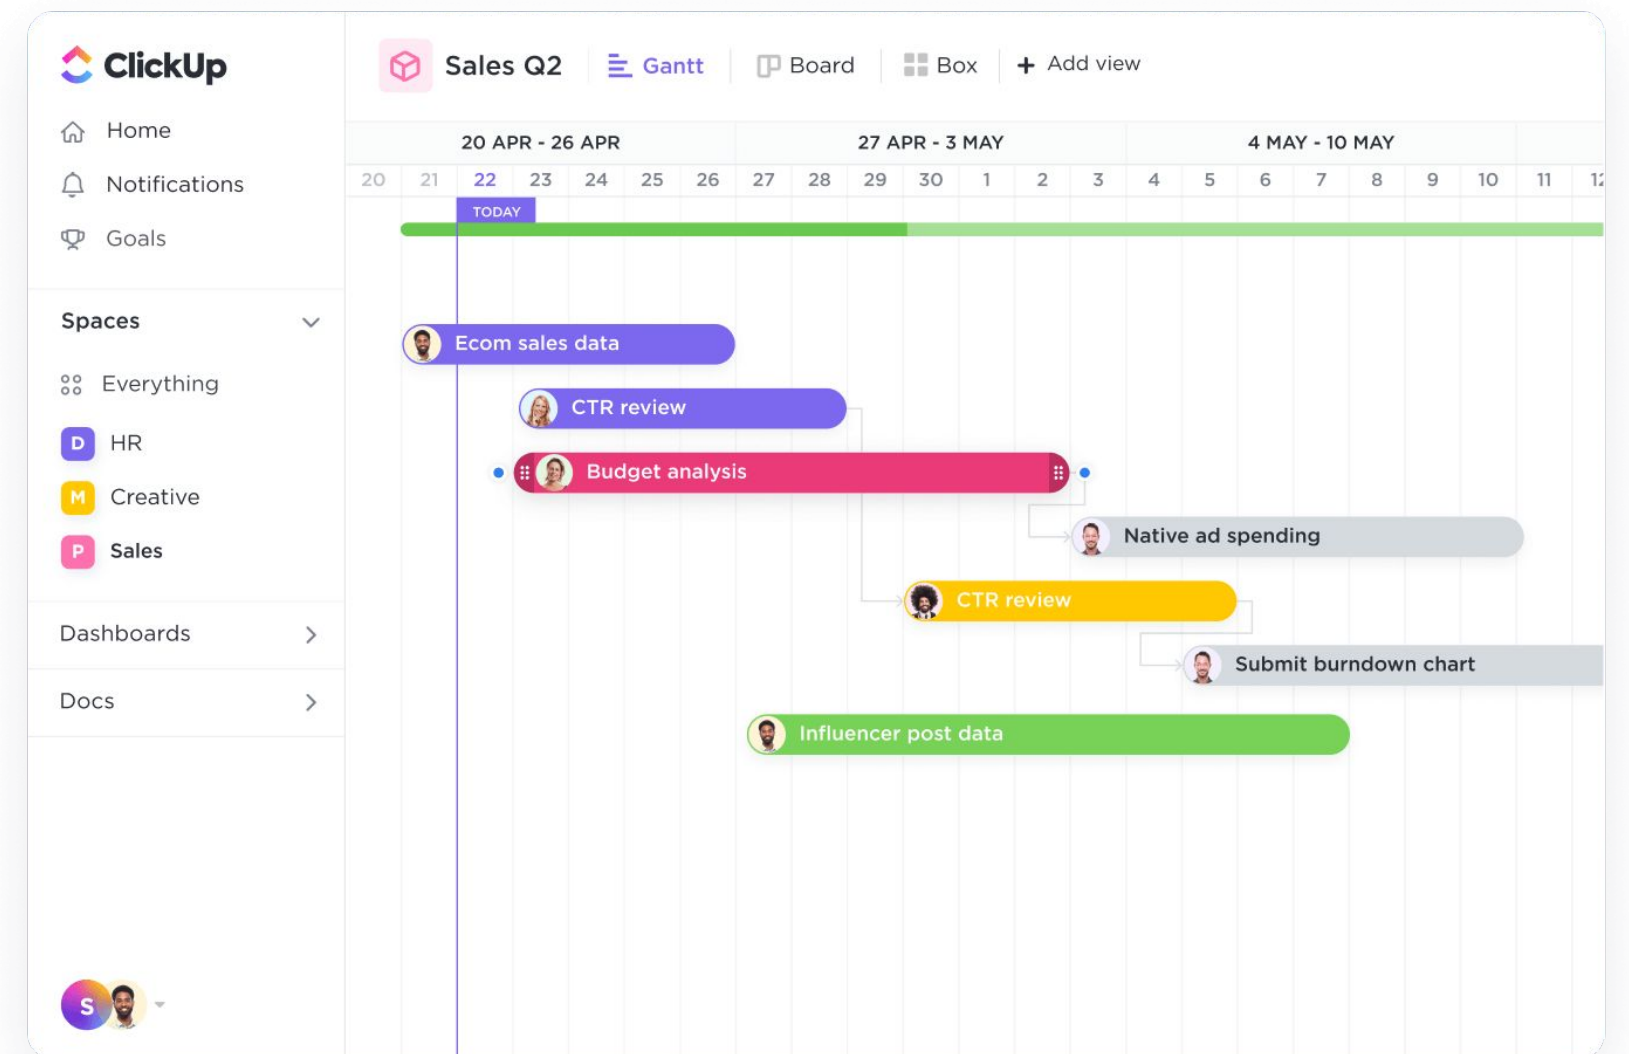 ClickUp
Home
Notifications
Goals
Spaces
Everything
D HR
M Creative
P Sales
Dashboards
Docs
S
Sales Q2 Gantt Board Box + Add view
20 APR - 26 APR 27 APR - 3 MAY 4 MAY - 10 MAY
20 21 22 23 24 25 26 27 28 29 30 1 2 3 4 5 6 7 8 9 10 11 12
TODAY
Ecom sales data
CTR review
Budget analysis
Native ad spending
CTR review
Submit burndown chart
Influencer post data